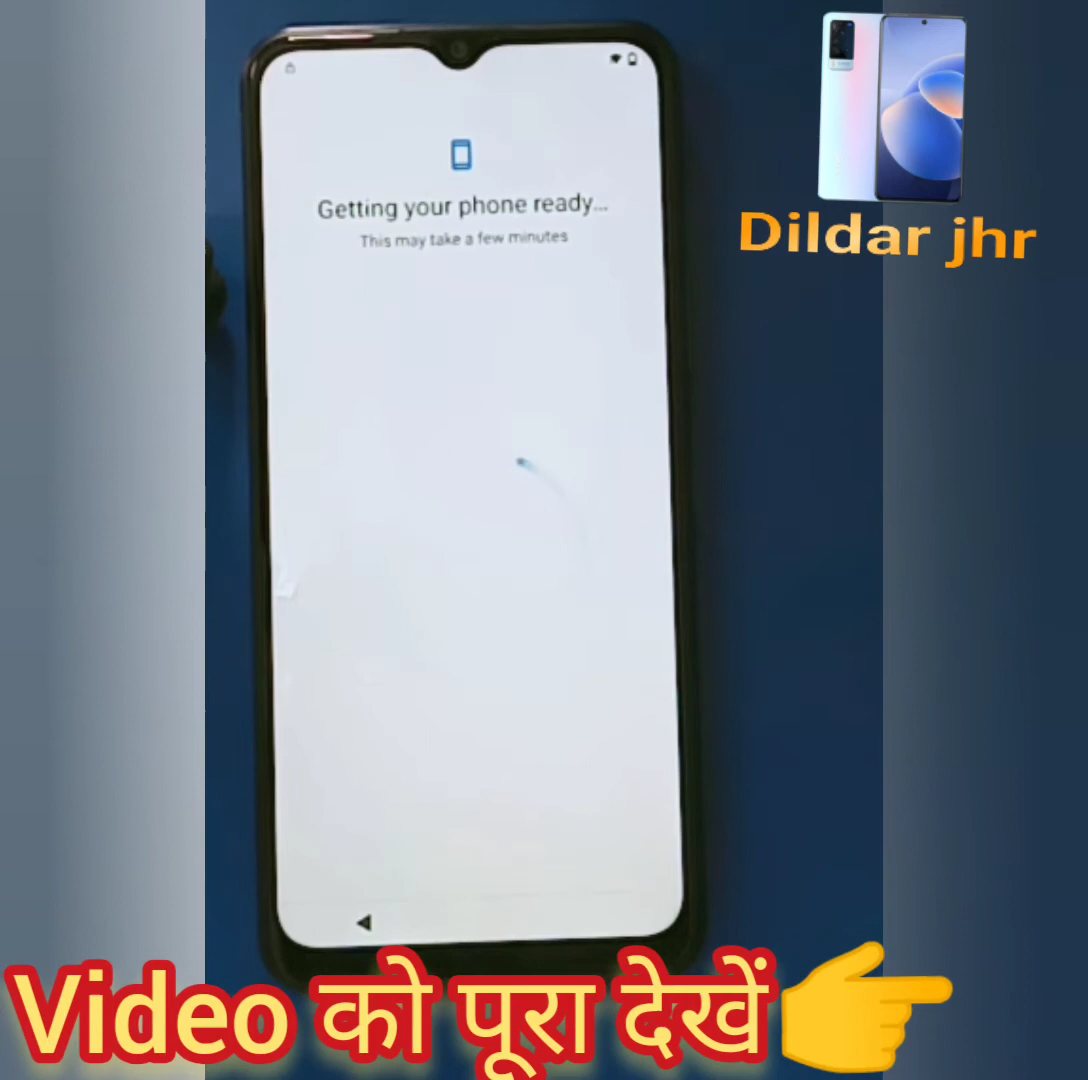 Getting your phone ready...
This may take a few minutes
Dildar jhr
Video को पूरा देखें